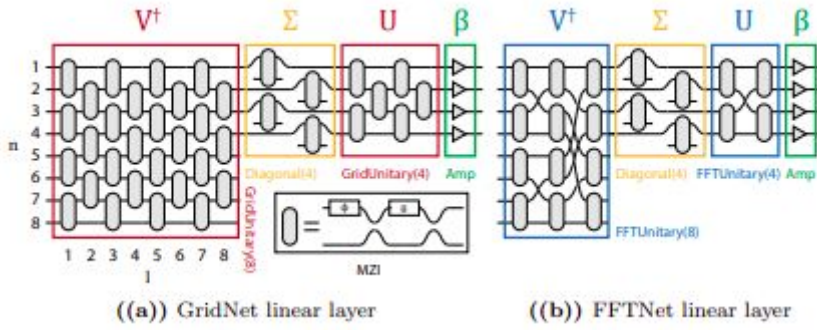 V† Σ U β V† Σ U β
1
2
3
4
5
6
7
8
n
Diagonal(4) GridUnitary(4) Amp Diagonal(4) FFTUnitary(4) Amp
GridUnitary(8)
FFTUnitary(8)
ϕ θ
=
MZI
1 2 3 4 5 6 7 8
l
((a)) GridNet linear layer ((b)) FFTNet linear layer